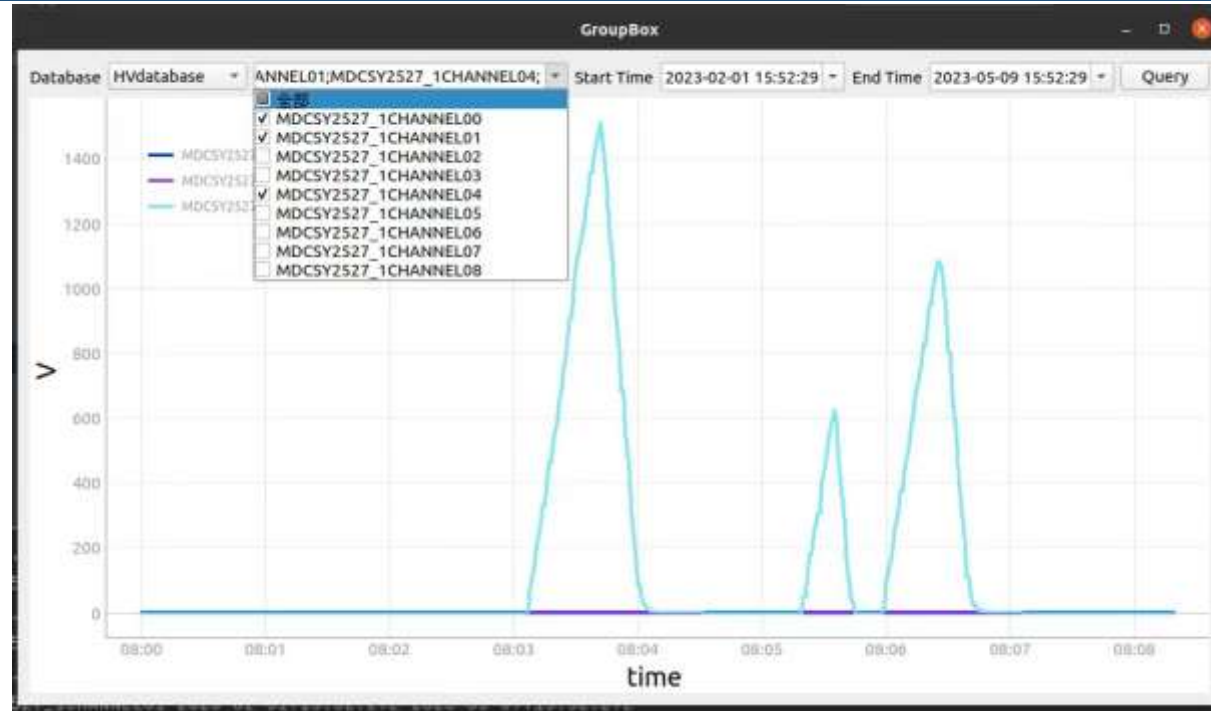 GroupBox
Database HVdatabase ANNEL01;MDCSY2527_1CHANNEL04; Start Time 2023-02-01 15:52:29 End Time 2023-05-09 15:52:29 Query
全部
MDCSY2527_1CHANNEL00
MDCSY2527_1CHANNEL01
MDCSY2527_1CHANNEL02
MDCSY2527_1CHANNEL03
MDCSY2527_1CHANNEL04
MDCSY2527_1CHANNEL05
MDCSY2527_1CHANNEL06
MDCSY2527_1CHANNEL07
MDCSY2527_1CHANNEL08
MDCSY2527
MDCSY2527
MDCSY2527
1400
1200
1000
800
600
400
200
0
V
08:00 08:01 08:02 08:03 08:04 08:05 08:06 08:07 08:08
time